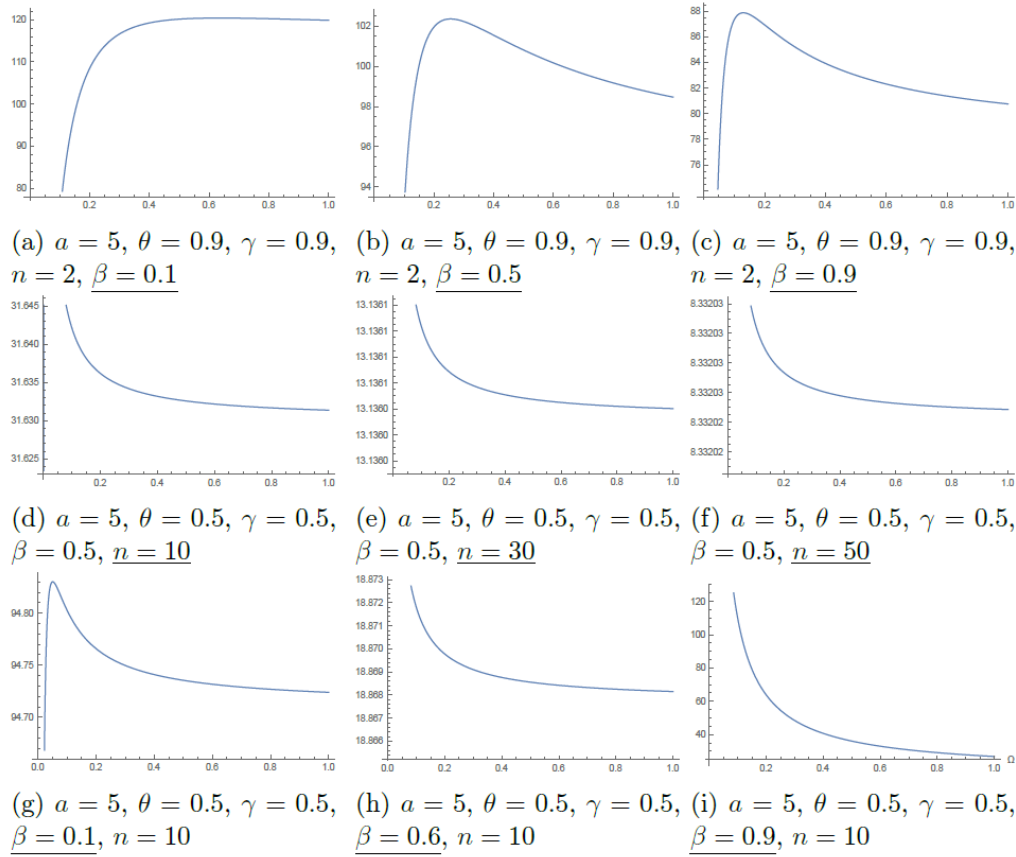 120
110
100
90
80
0.2 0.4 0.6 0.8 1.0
102
100
98
96
94
0.2 0.4 0.6 0.8 1.0
88
86
84
82
80
78
76
0.2 0.4 0.6 0.8 1.0
(a) a = 5, θ = 0.9, γ = 0.9,
n = 2, β = 0.1
(b) a = 5, θ = 0.9, γ = 0.9,
n = 2, β = 0.5
(c) a = 5, θ = 0.9, γ = 0.9,
n = 2, β = 0.9
31.645
31.640
31.635
31.630
31.625
0.2 0.4 0.6 0.8 1.0
13.1361
13.1361
13.1361
13.1361
13.1360
13.1360
13.1360
0.2 0.4 0.6 0.8 1.0
8.33203
8.33203
8.33203
8.33203
8.33202
8.33202
0.2 0.4 0.6 0.8 1.0
(d) a = 5, θ = 0.5, γ = 0.5,
β = 0.5, n = 10
(e) a = 5, θ = 0.5, γ = 0.5,
β = 0.5, n = 30
(f) a = 5, θ = 0.5, γ = 0.5,
β = 0.5, n = 50
94.80
94.75
94.70
0.0 0.2 0.4 0.6 0.8 1.0
18.873
18.872
18.871
18.870
18.869
18.868
18.867
18.866
0.2 0.4 0.6 0.8 1.0
120
100
80
60
40
0.2 0.4 0.6 0.8 1.0 Ω
(g) a = 5, θ = 0.5, γ = 0.5,
β = 0.1, n = 10
(h) a = 5, θ = 0.5, γ = 0.5,
β = 0.6, n = 10
(i) a = 5, θ = 0.5, γ = 0.5,
β = 0.9, n = 10